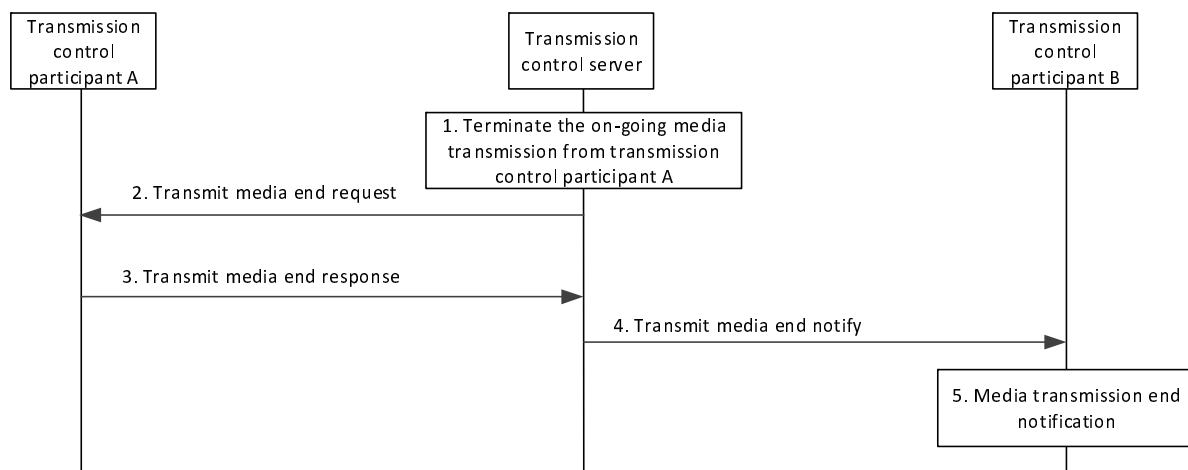 Transmission
control
participant A
Transmission
control server
Transmission
control
participant B
1. Terminate the on-going media
transmission from transmission
control participant A
2. Transmit media end request
3. Transmit media end response
4. Transmit media end notify
5. Media transmission end
notification